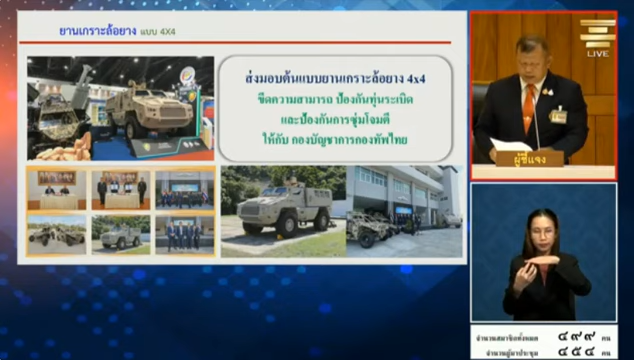 ยานเกราะล้อยาง แบบ 4X4
ส่งมอบต้นแบบยานเกราะล้อยาง 4x4
ขีดความสามารถ ป้องกันทุ่นระเบิด
และป้องกันการซุ่มโจมตี
ให้กับ กองบัญชาการกองทัพไทย
LIVE
ผู้ชี้แจง
จำนวนสมาชิกทั้งหมด ๔๙๙ คน
จำนวนผู้มาประชุม ๔๕๔ คน